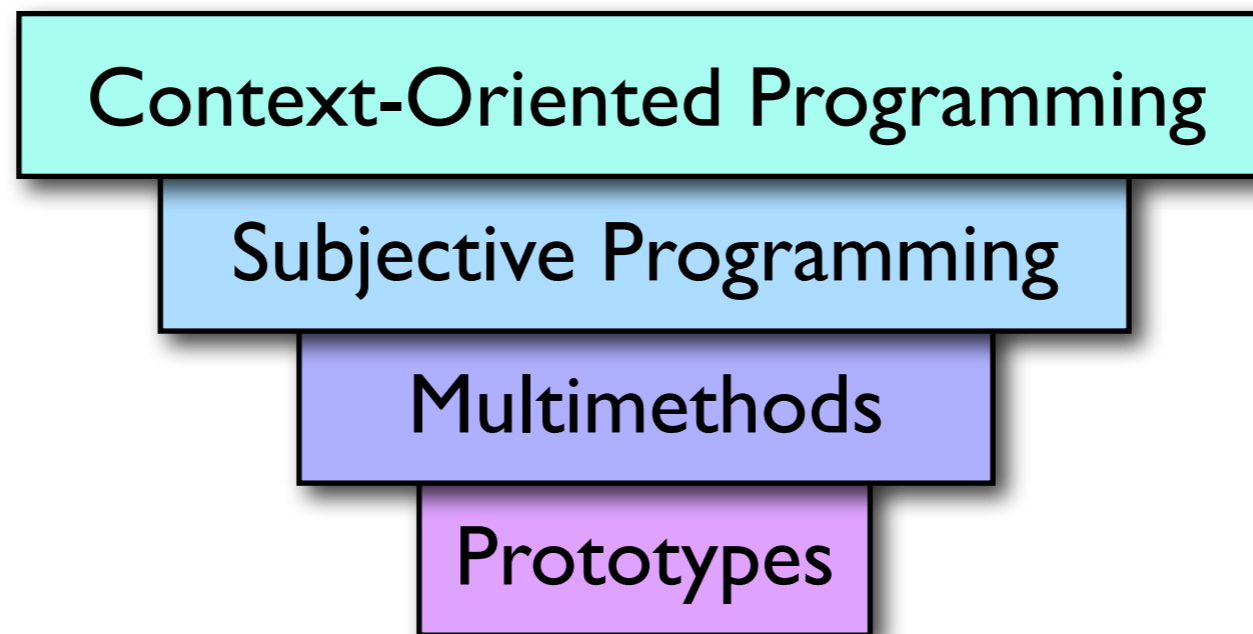 Context-Oriented Programming
Subjective Programming
Multimethods
Prototypes